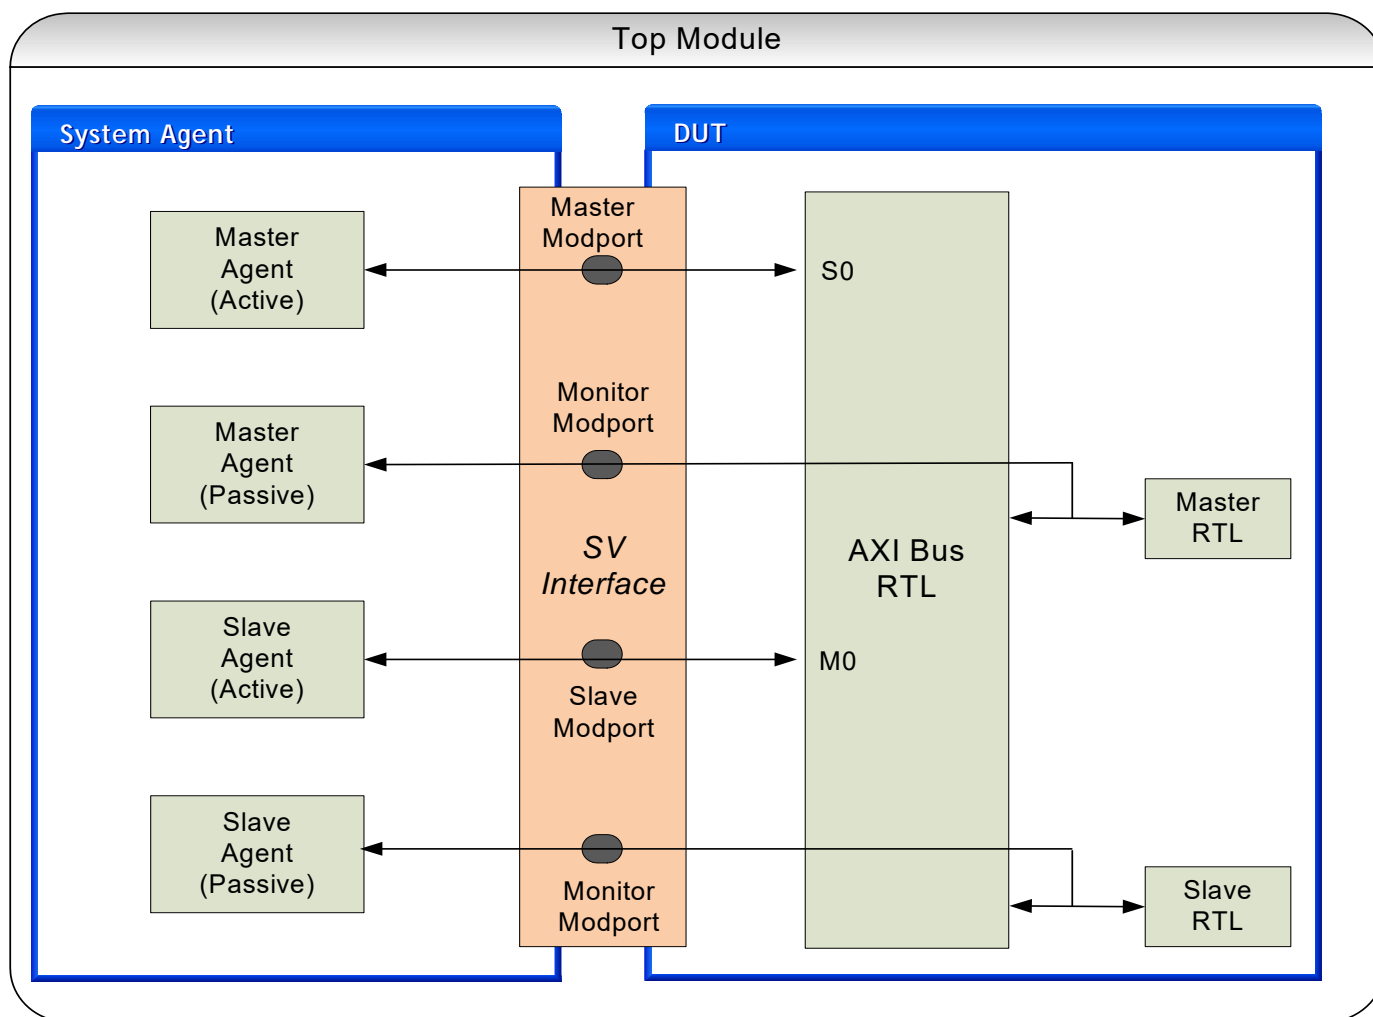 Top Module
System Agent
DUT
Master
Agent
(Active)
Master
Modport
S0
Master
Agent
(Passive)
Monitor
Modport
Master
RTL
SV
Interface
AXI Bus
RTL
Slave
Agent
(Active)
Slave
Modport
M0
Slave
Agent
(Passive)
Monitor
Modport
Slave
RTL